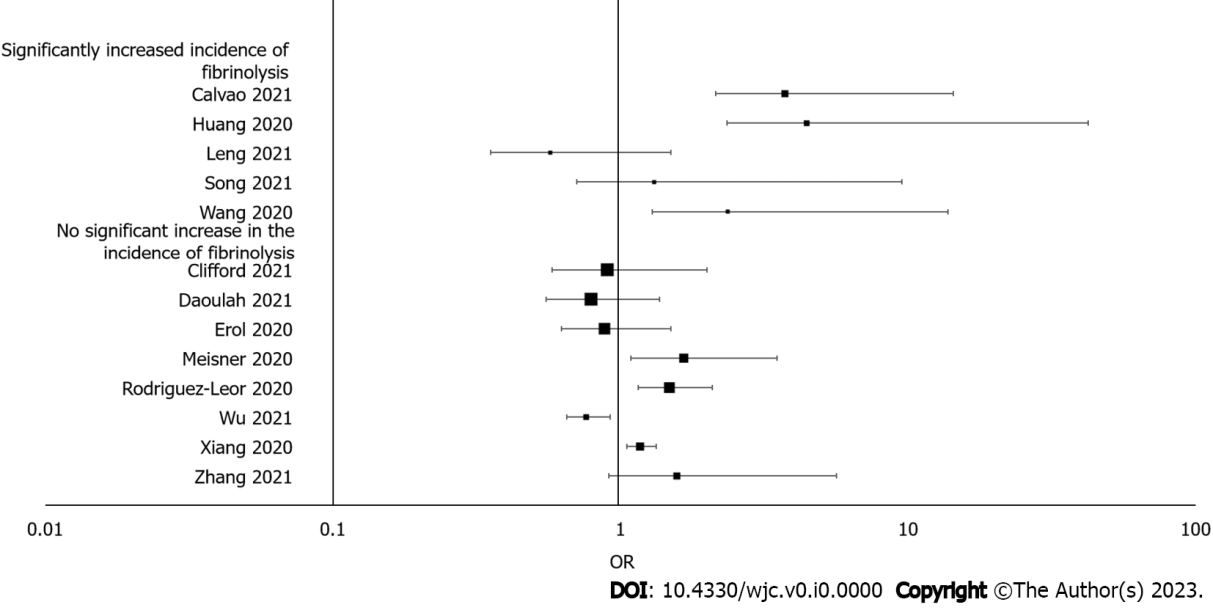 Significantly increased incidence of
fibrinolysis
Calvao 2021
Huang 2020
Leng 2021
Song 2021
Wang 2020
No significant increase in the
incidence of fibrinolysis
Clifford 2021
Daoulah 2021
Erol 2020
Meisner 2020
Rodriguez-Leor 2020
Wu 2021
Xiang 2020
Zhang 2021
0.01 0.1 1 10 100
OR
DOI: 10.4330/wjc.v0.i0.0000 Copyright ©The Author(s) 2023.